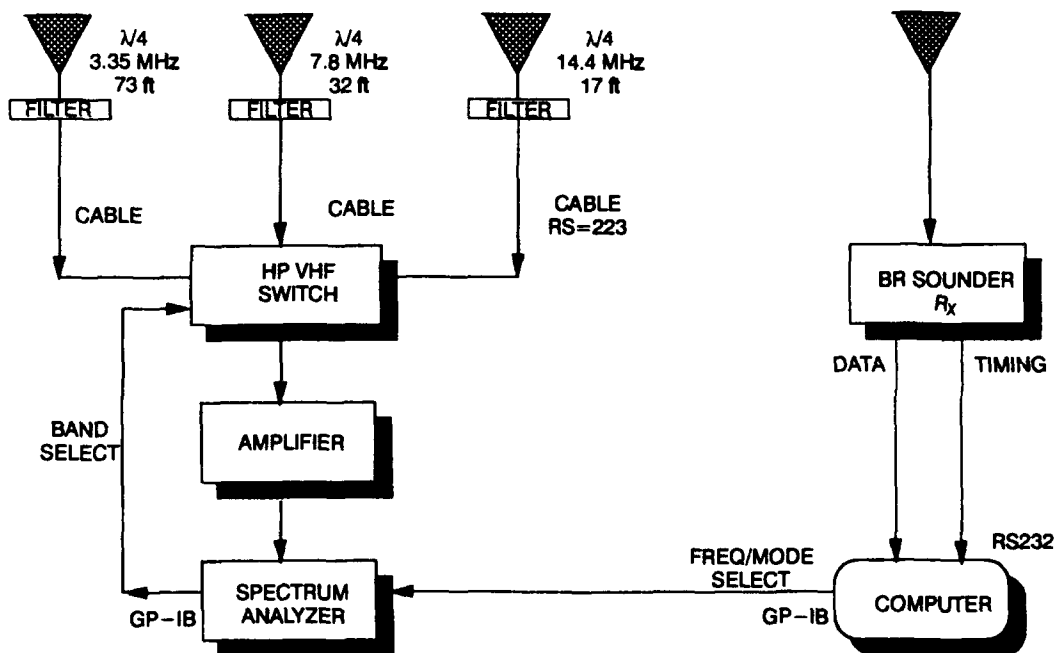 λ/4
3.35 MHz
73 ft
λ/4
7.8 MHz
32 ft
λ/4
14.4 MHz
17 ft
FILTER
FILTER
FILTER
CABLE
CABLE
CABLE
RS=223
HP VHF
SWITCH
BR SOUNDER
Rx
DATA
TIMING
BAND
SELECT
AMPLIFIER
RS232
FREQ/MODE
SELECT
SPECTRUM
ANALYZER
GP-IB
GP-IB
COMPUTER